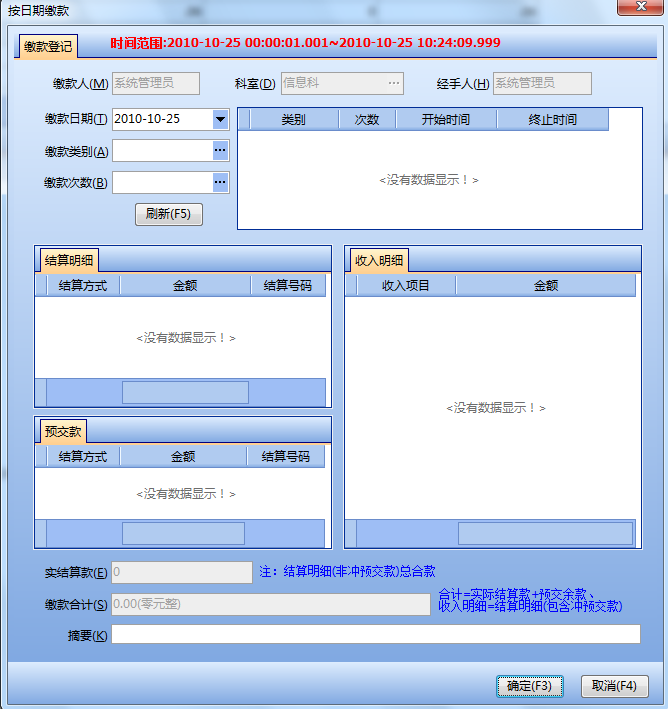 按日期缴款
缴款登记
时间范围:2010-10-25 00:00:01.001~2010-10-25 10:24:09.999
缴款人(M) 系统管理员 科室(D) 信息科 ... 经手人(H) 系统管理员
缴款日期(T) 2010-10-25
缴款类别(A) ...
缴款次数(B) ...
刷新(F5)
类别 次数 开始时间 终止时间
<没有数据显示！>
结算明细
结算方式 金额 结算号码
<没有数据显示！>
预交款
结算方式 金额 结算号码
<没有数据显示！>
收入明细
收入项目 金额
<没有数据显示！>
实结算款(E) 0 注：结算明细(非冲预交款)总合款
缴款合计(S) 0.00(零元整)
合计=实际结算款+预交余款、
收入明细=结算明细(包含冲预交款)
摘要(K)
确定(F3) 取消(F4)